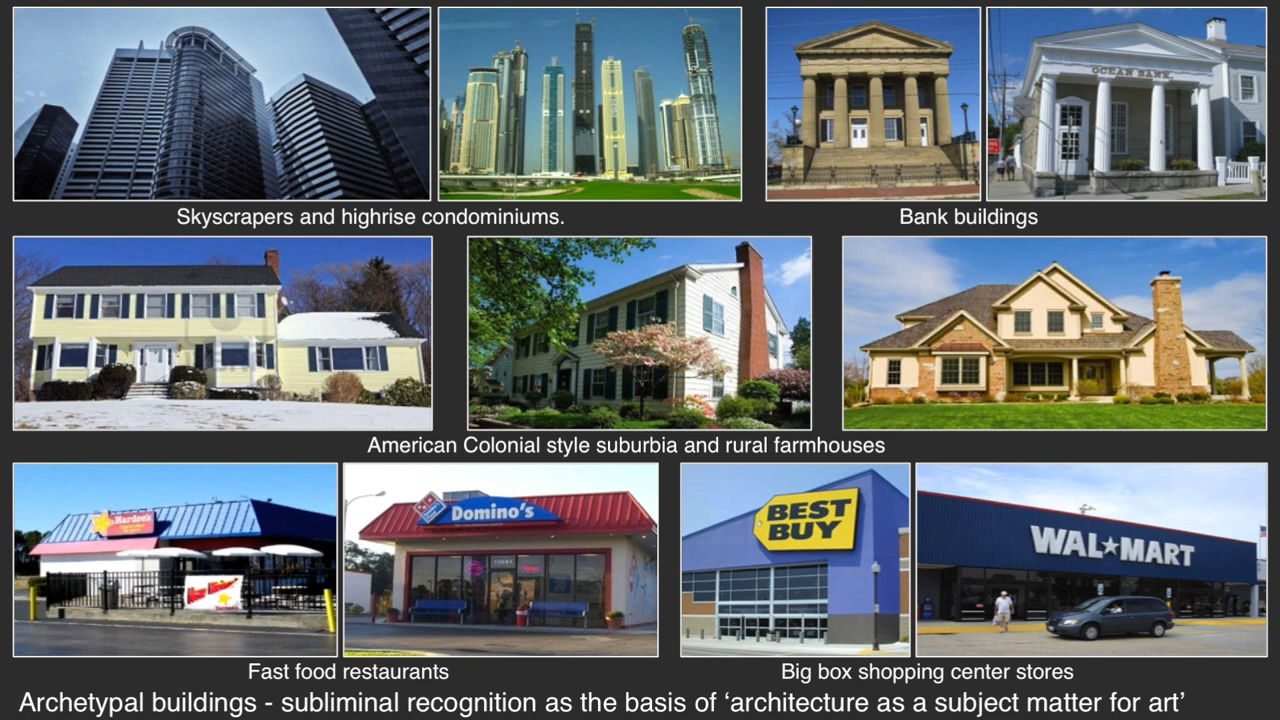 OCEAN BANK
Skyscrapers and highrise condominiums.
Bank buildings
American Colonial style suburbia and rural farmhouses
Hardee's
Domino's
BEST
BUY
WAL★MART
Fast food restaurants
Big box shopping center stores
Archetypal buildings - subliminal recognition as the basis of ‘architecture as a subject matter for art’